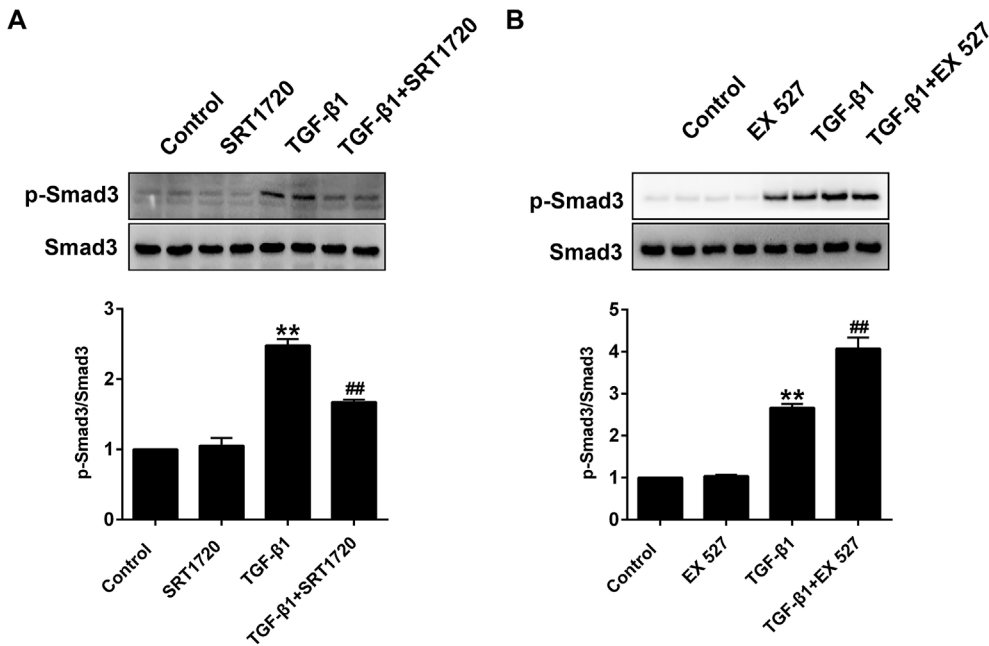 A
Control
SRT1720
TGF-β1
TGF-β1+SRT1720
p-Smad3
Smad3
3
2
1
0
p-Smad3/Smad3
**
##
Control
SRT1720
TGF-β1
TGF-β1+SRT1720
B
Control
EX 527
TGF-β1
TGF-β1+EX 527
p-Smad3
Smad3
5
4
3
2
1
0
p-Smad3/Smad3
**
##
Control
EX 527
TGF-β1
TGF-β1+EX 527